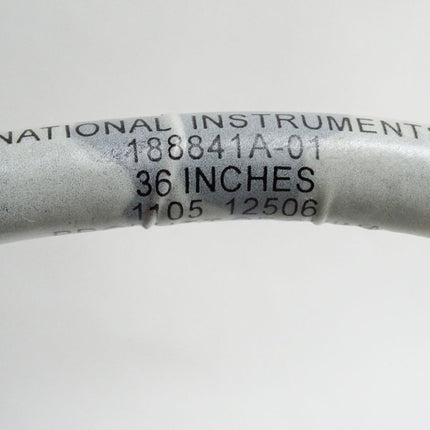 NATIONAL INSTRUMENTS
188841A-01
36 INCHES
1105 12506